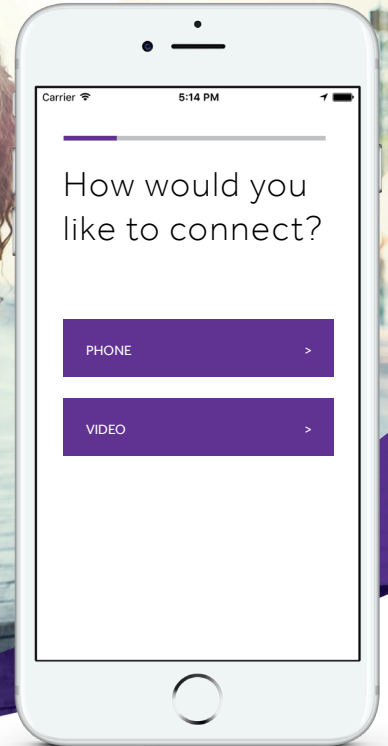 Carrier 5:14 PM
How would you
like to connect?
PHONE >
VIDEO >